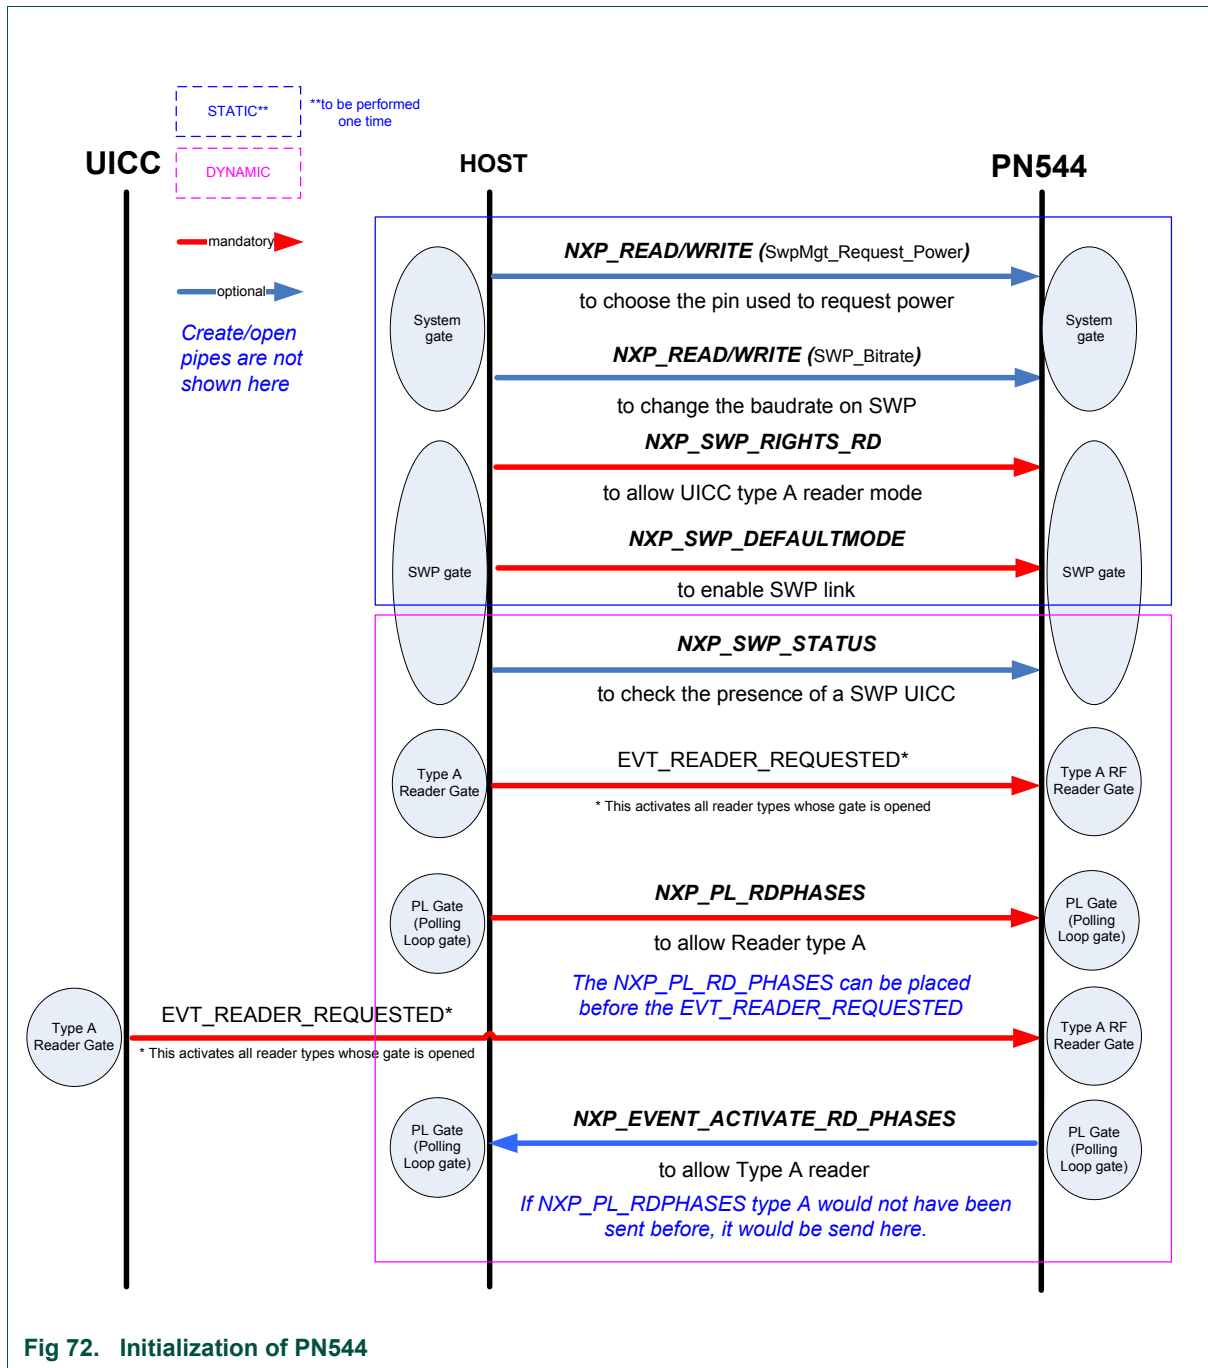 STATIC**
**to be performed
one time
UICC
DYNAMIC
HOST
PN544
mandatory
optional
Create/open
pipes are not
shown here
NXP_READ/WRITE (SwpMgt_Request_Power)
to choose the pin used to request power
System
gate
System
gate
NXP_READ/WRITE (SWP_Bitrate)
to change the baudrate on SWP
NXP_SWP_RIGHTS_RD
to allow UICC type A reader mode
NXP_SWP_DEFAULTMODE
SWP gate
SWP gate
to enable SWP link
NXP_SWP_STATUS
to check the presence of a SWP UICC
EVT_READER_REQUESTED*
Type A
Reader Gate
Type A RF
Reader Gate
* This activates all reader types whose gate is opened
NXP_PL_RDPHASES
PL Gate
(Polling
Loop gate)
PL Gate
(Polling
Loop gate)
to allow Reader type A
The NXP_PL_RD_PHASES can be placed
before the EVT_READER_REQUESTED
EVT_READER_REQUESTED*
Type A
Reader Gate
Type A RF
Reader Gate
* This activates all reader types whose gate is opened
NXP_EVENT_ACTIVATE_RD_PHASES
PL Gate
(Polling
Loop gate)
PL Gate
(Polling
Loop gate)
to allow Type A reader
If NXP_PL_RDPHASES type A would not have been
sent before, it would be send here.
Fig 72. Initialization of PN544